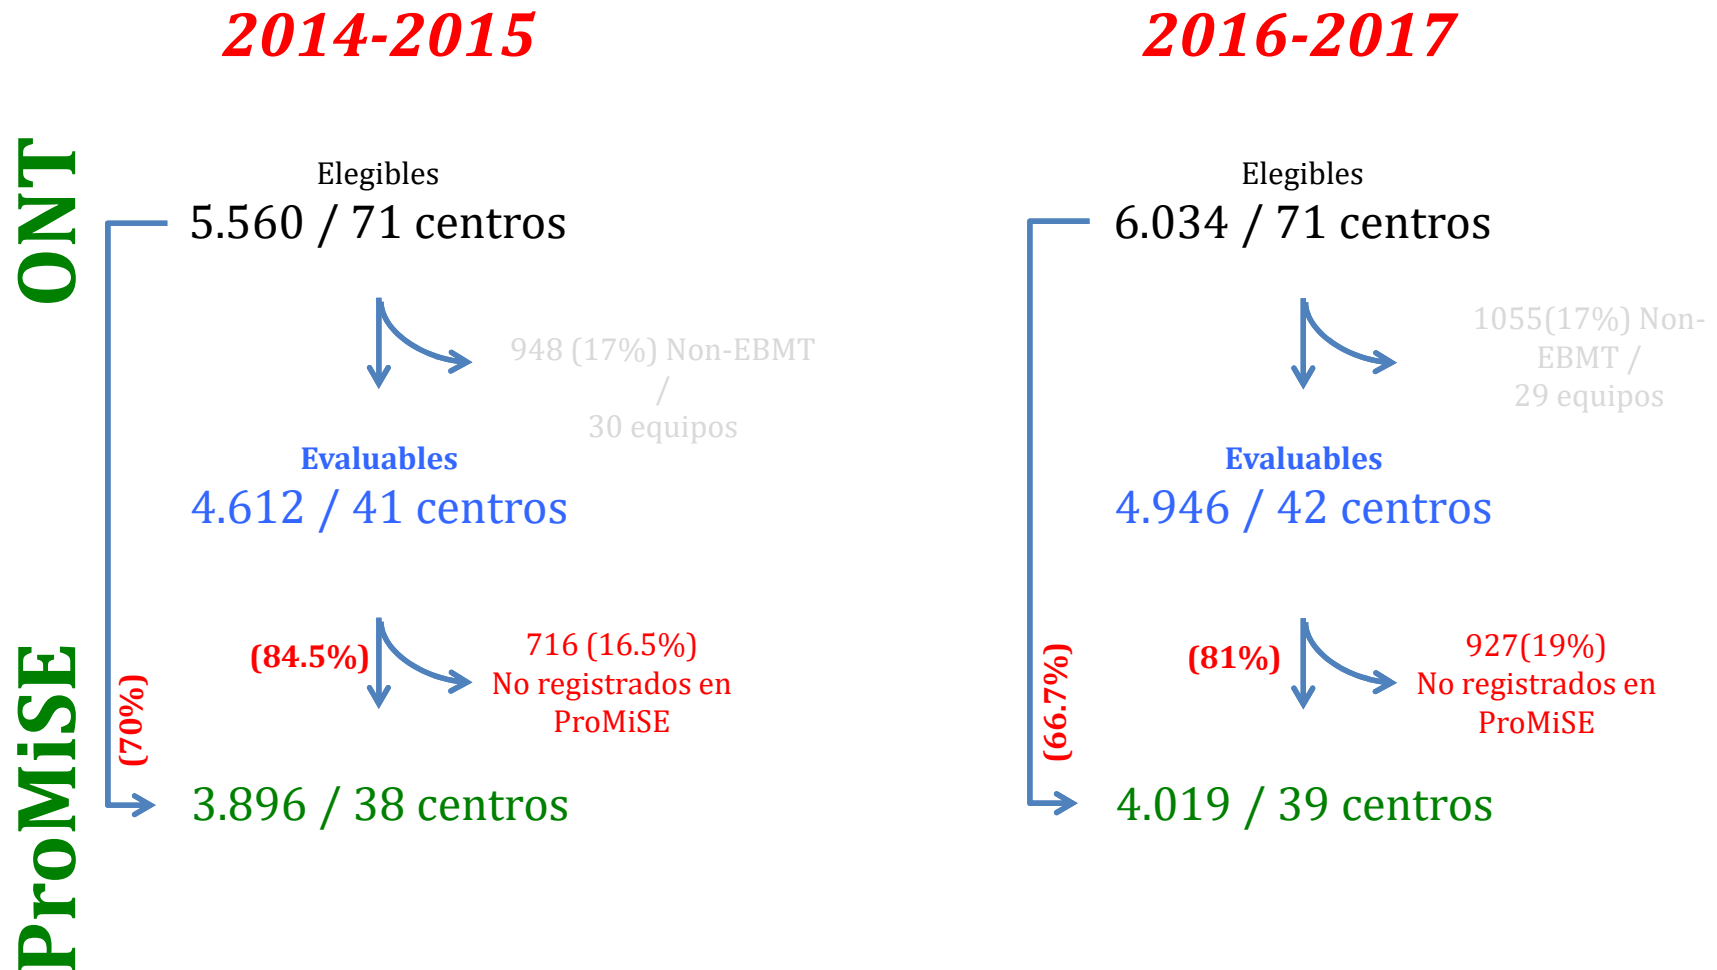 2014-2015
2016-2017
ONT
Elegibles
5.560 / 71 centros
948 (17%) Non-EBMT
/
30 equipos
Evaluables
4.612 / 41 centros
(84.5%)
716 (16.5%)
No registrados en
ProMiSE
(70%)
3.896 / 38 centros
ProMiSE
Elegibles
6.034 / 71 centros
1055(17%) Non-
EBMT /
29 equipos
Evaluables
4.946 / 42 centros
(81%)
927(19%)
No registrados en
ProMiSE
(66.7%)
4.019 / 39 centros